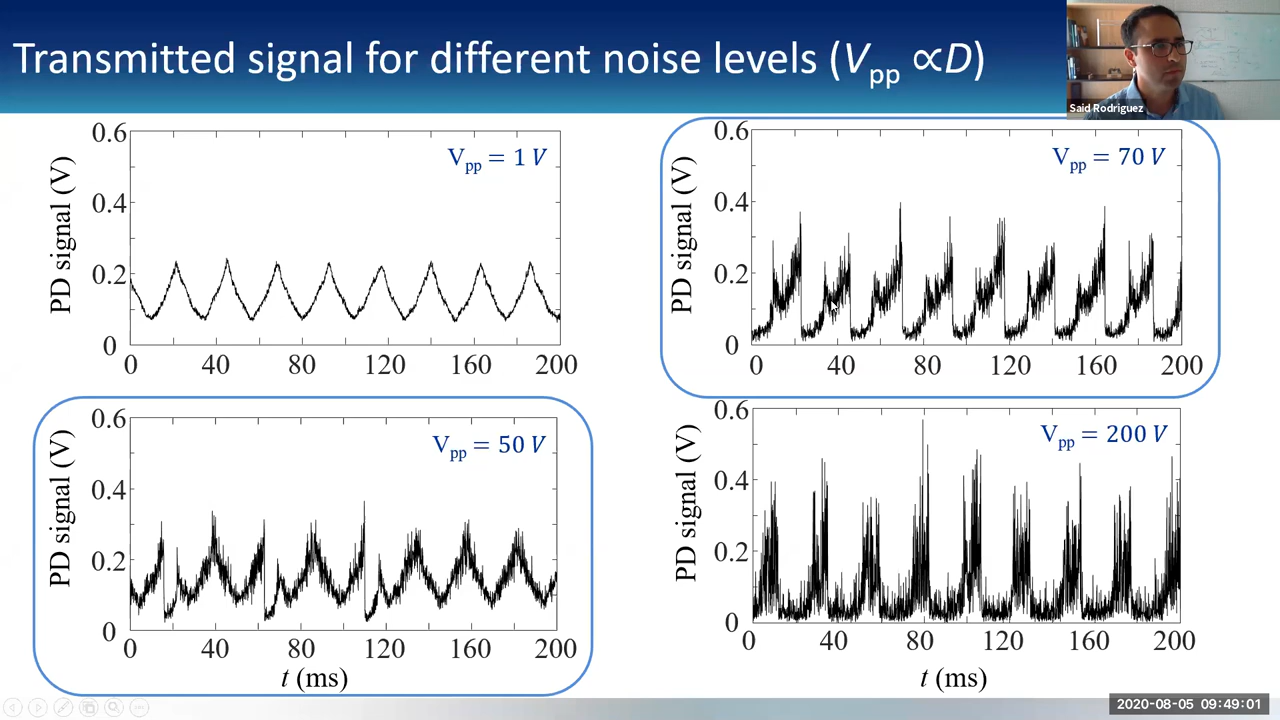 Transmitted signal for different noise levels (Vpp ∝D)
Said Rodriguez
0.6
0.4
0.2
0
PD signal (V)
Vpp = 1 V
0 40 80 120 160 200
0.6
0.4
0.2
0
PD signal (V)
Vpp = 70 V
0 40 80 120 160 200
0.6
0.4
0.2
0
PD signal (V)
Vpp = 50 V
0 40 80 120 160 200
t (ms)
0.6
0.4
0.2
0
PD signal (V)
Vpp = 200 V
0 40 80 120 160 200
t (ms)
2020-08-05 09:49:01